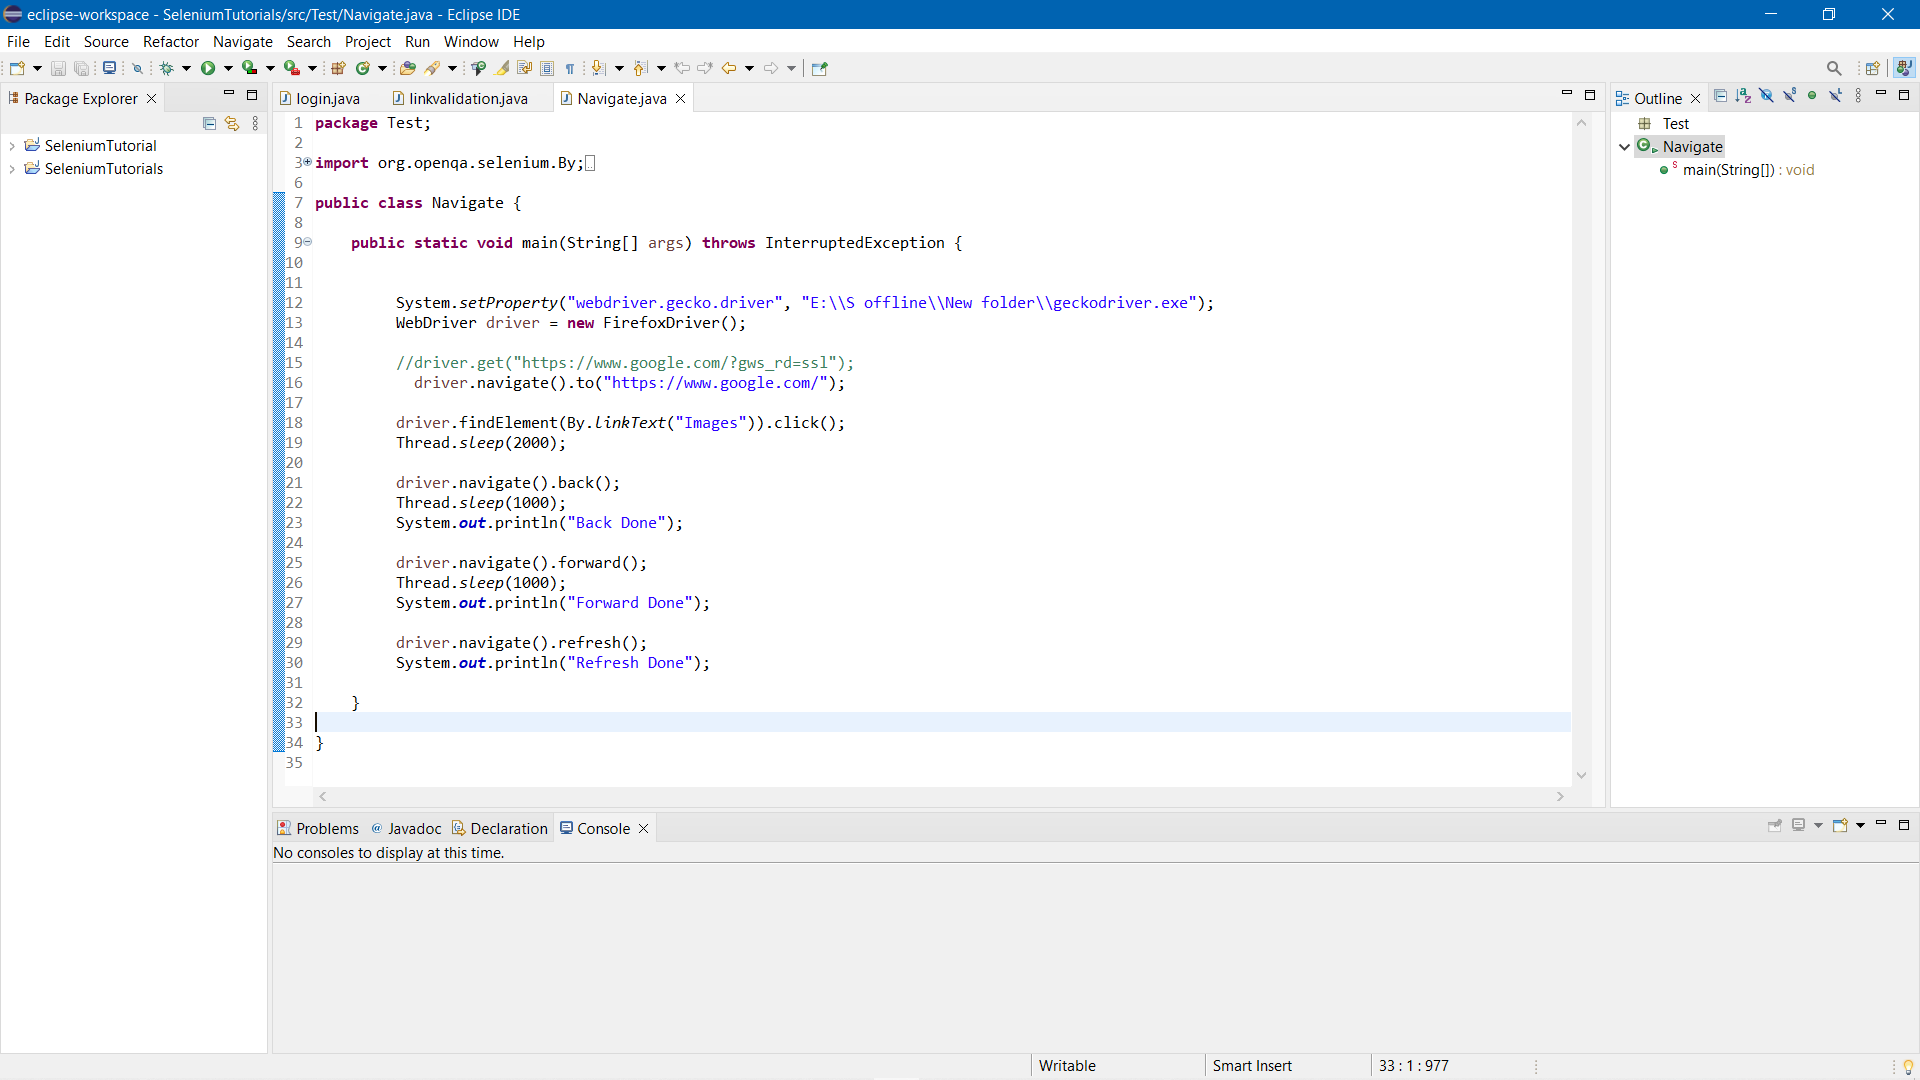 eclipse-workspace - SeleniumTutorials/src/Test/Navigate.java - Eclipse IDE
File Edit Source Refactor Navigate Search Project Run Window Help
Package Explorer
SeleniumTutorial
SeleniumTutorials
login.java linkvalidation.java Navigate.java
1 package Test;
2
3 import org.openqa.selenium.By;
6
7 public class Navigate {
8
9     public static void main(String[] args) throws InterruptedException {
10
11
12         System.setProperty("webdriver.gecko.driver", "E:\\S offline\\New folder\\geckodriver.exe");
13         WebDriver driver = new FirefoxDriver();
14
15         //driver.get("https://www.google.com/?gws_rd=ssl");
16           driver.navigate().to("https://www.google.com/");
17
18         driver.findElement(By.linkText("Images")).click();
19         Thread.sleep(2000);
20
21         driver.navigate().back();
22         Thread.sleep(1000);
23         System.out.println("Back Done");
24
25         driver.navigate().forward();
26         Thread.sleep(1000);
27         System.out.println("Forward Done");
28
29         driver.navigate().refresh();
30         System.out.println("Refresh Done");
31
32     }
33
34 }
35
Outline
Test
Navigate
main(String[]) : void
Problems Javadoc Declaration Console
No consoles to display at this time.
Writable Smart Insert 33 : 1 : 977